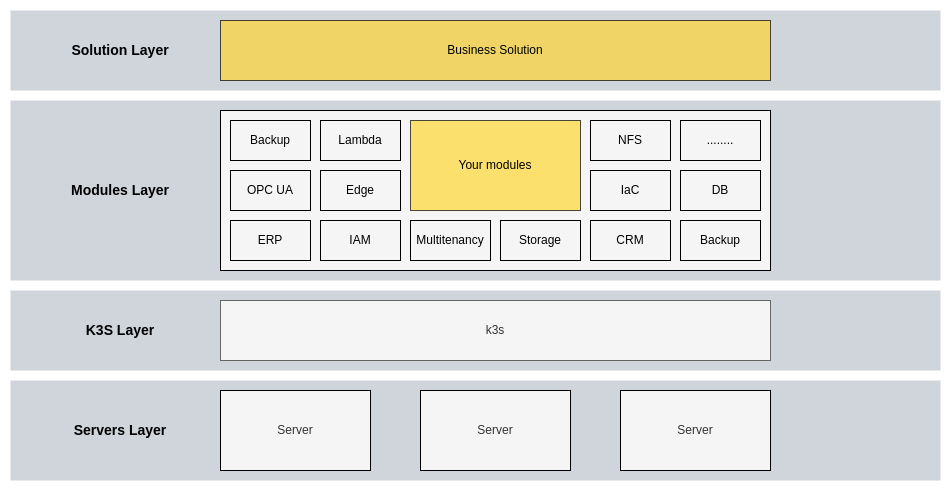 Solution Layer
Business Solution
Modules Layer
Backup
Lambda
Your modules
NFS
........
OPC UA
Edge
IaC
DB
ERP
IAM
Multitenancy
Storage
CRM
Backup
K3S Layer
k3s
Servers Layer
Server
Server
Server